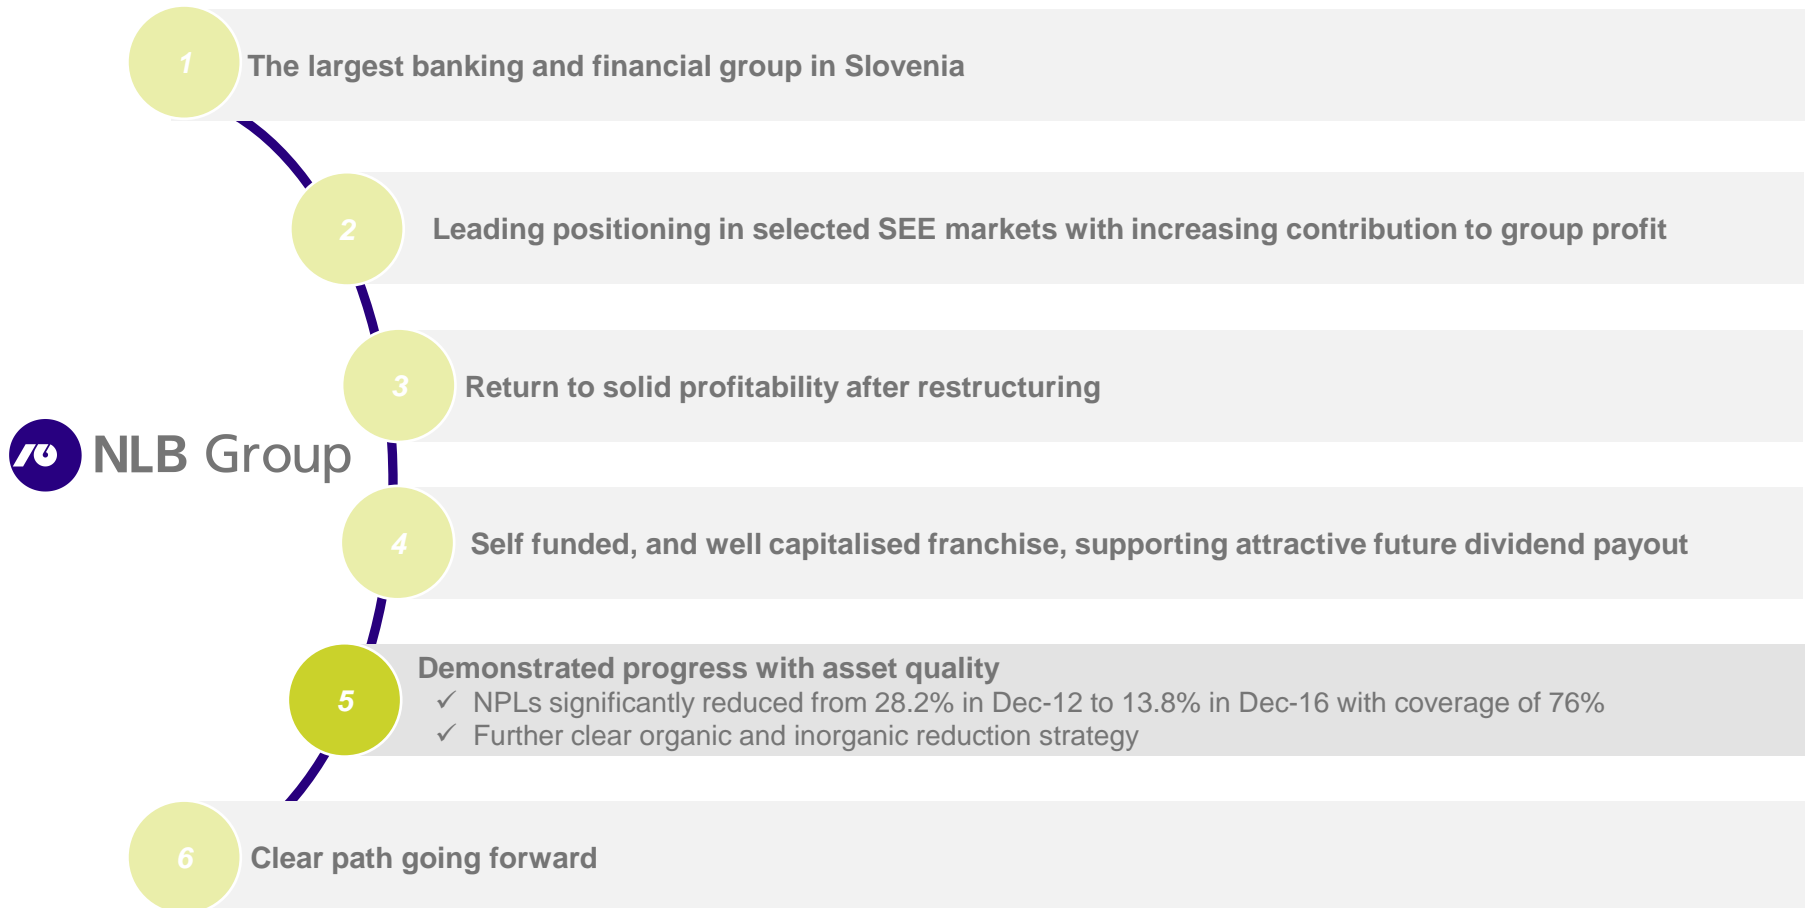 1
The largest banking and financial group in Slovenia
2
Leading positioning in selected SEE markets with increasing contribution to group profit
3
Return to solid profitability after restructuring
NLB Group
4
Self funded, and well capitalised franchise, supporting attractive future dividend payout
5
Demonstrated progress with asset quality
✓ NPLs significantly reduced from 28.2% in Dec-12 to 13.8% in Dec-16 with coverage of 76%
✓ Further clear organic and inorganic reduction strategy
6
Clear path going forward